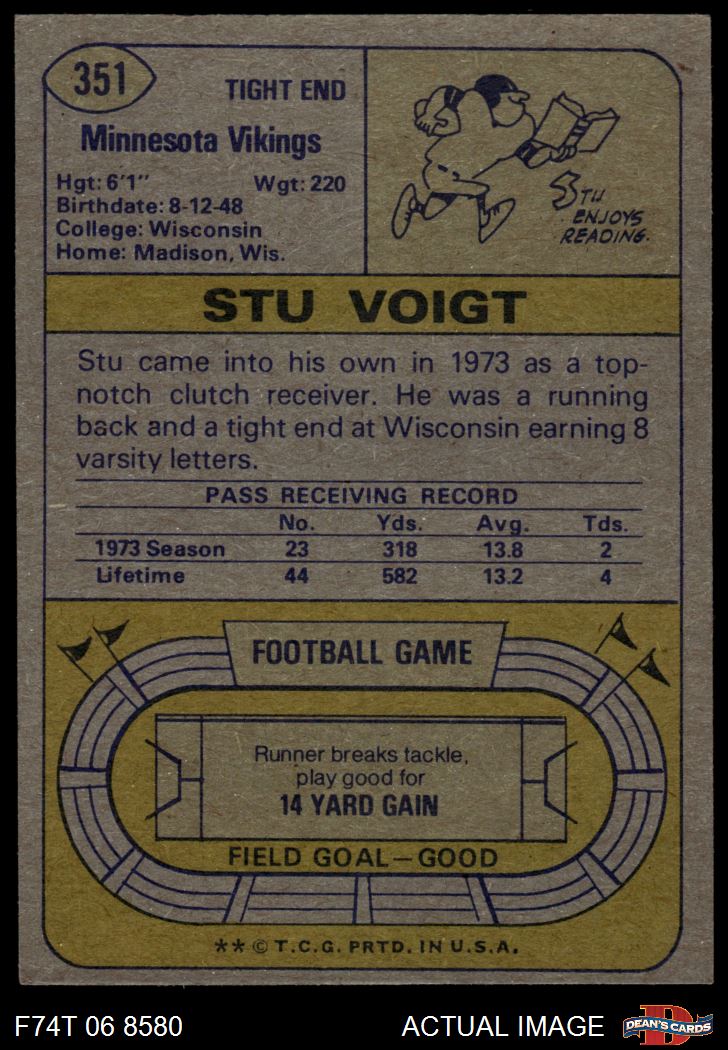 351
TIGHT END
Minnesota Vikings
Hgt: 6'1" Wgt: 220
Birthdate: 8-12-48
College: Wisconsin
Home: Madison, Wis.
STU
ENJOYS
READING.
STU VOIGT
Stu came into his own in 1973 as a top-
notch clutch receiver. He was a running
back and a tight end at Wisconsin earning 8
varsity letters.
PASS RECEIVING RECORD
No. Yds. Avg. Tds.
1973 Season 23 318 13.8 2
Lifetime 44 582 13.2 4
FOOTBALL GAME
Runner breaks tackle,
play good for
14 YARD GAIN
FIELD GOAL—GOOD
** © T.C.G. PRTD. IN U.S.A.
F74T 06 8580 ACTUAL IMAGE
D
DEAN'S CARDS